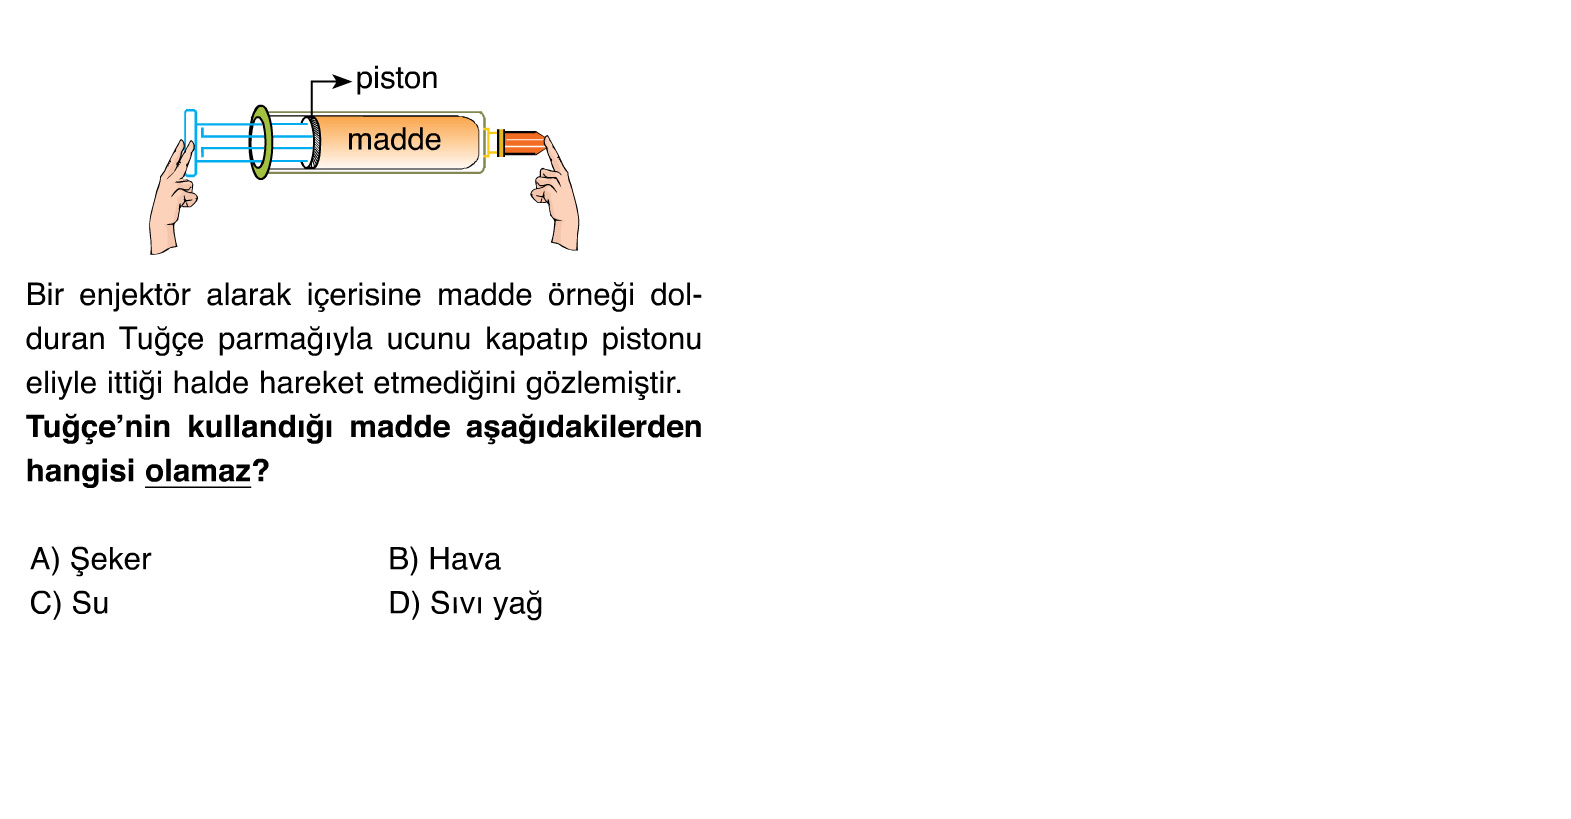 piston
madde
Bir enjektör alarak içerisine madde örneği dol-
duran Tuğçe parmağıyla ucunu kapatıp pistonu
eliyle ittiği halde hareket etmediğini gözlemiştir.
Tuğçe’nin kullandığı madde aşağıdakilerden
hangisi olamaz?
A) Şeker B) Hava
C) Su D) Sıvı yağ